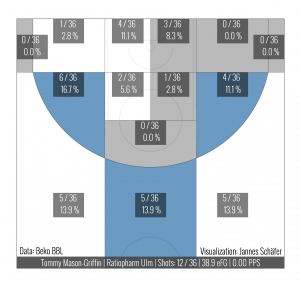 1 / 36
2.8 %
4 / 36
11.1 %
3 / 36
8.3 %
0 / 36
0.0 %
0 / 36
0.0 %
0 / 36
0.0 %
6 / 36
16.7 %
2 / 36
5.6 %
1 / 36
2.8 %
4 / 36
11.1 %
0 / 36
0.0 %
5 / 36
13.9 %
5 / 36
13.9 %
5 / 36
13.9 %
Data: Beko BBL
Visualization: Jannes Schäfer
Tommy Mason-Griffin | Ratiopharm Ulm | Shots: 12 / 36 | 38.9 eFG | 0.00 PPS